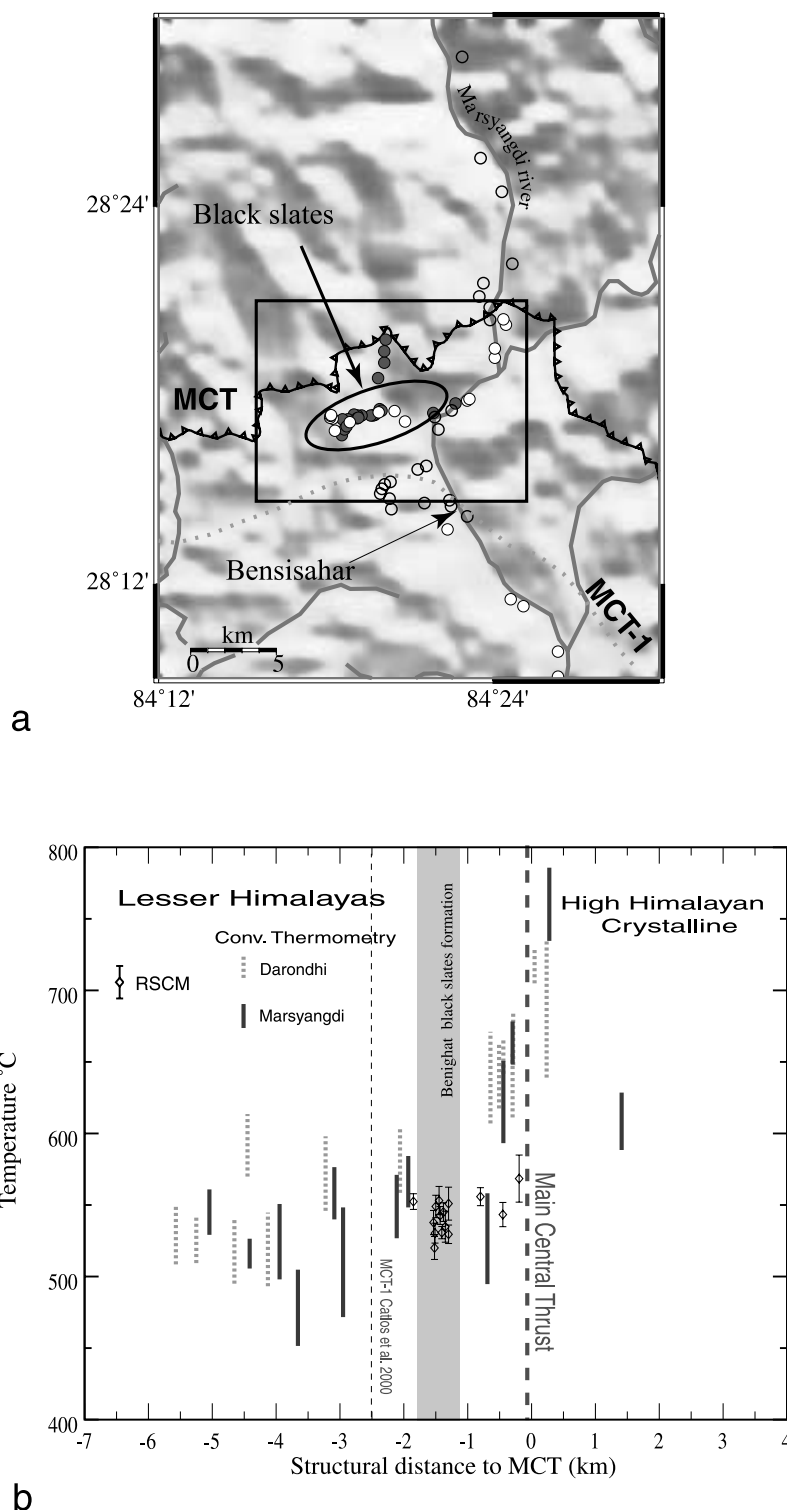 Marsyangdi river
28°24'
Black slates
MCT
Bensisahar
28°12'
MCT-1
km
0 5
84°12' 84°24'
a
800
Lesser Himalayas
High Himalayan
Crystalline
Conv. Thermometry
Darondhi
RSCM
Marsyangdi
Benighat black slates formation
700
Temperature °C
600
Main Central Thrust
500
MCT-1 Catlos et al. 2000
400
-7 -6 -5 -4 -3 -2 -1 0 1 2 3 4
Structural distance to MCT (km)
b